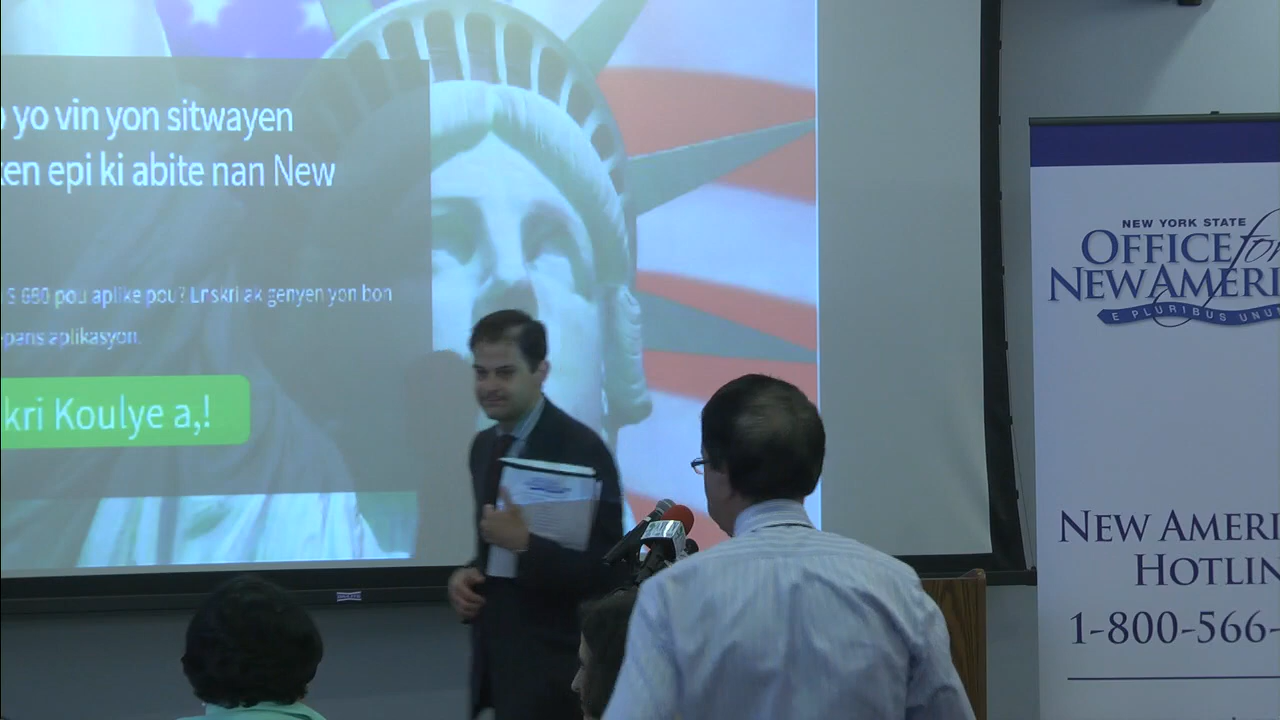 yo vin yon sitwayen
epi ki abite nan New
pou aplike pou? Enskri ak genyen yon bon
aplikasyon.
kri Koulye a,!
NEW YORK STATE
OFFICE for
NEW AMERI
E PLURIBUS UNU
NEW AMERI
HOTLIN
1-800-566-